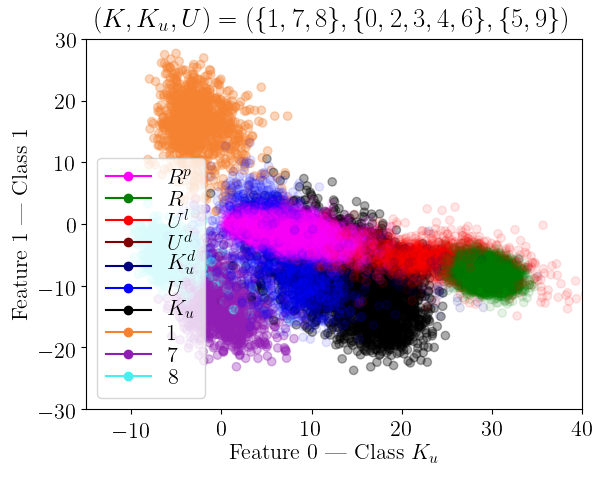 (K, K_u, U) = ({1, 7, 8}, {0, 2, 3, 4, 6}, {5, 9})
30
20
10
0
−10
−20
−30
Feature 1 — Class 1
R^p
R
U^l
U^d
K_u^d
U
K_u
1
7
8
−10 0 10 20 30 40
Feature 0 — Class K_u